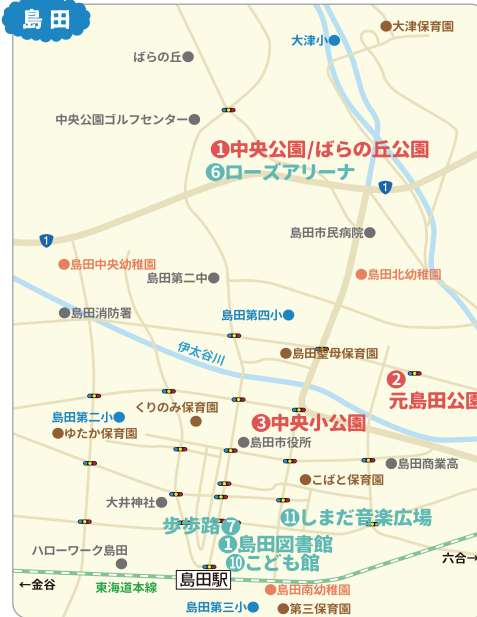 島田
大津保育園
大津小
ばらの丘
中央公園ゴルフセンター
❶中央公園/ばらの丘公園
❻ローズアリーナ
1
1
島田市民病院
島田中央幼稚園
島田第二中
島田北幼稚園
島田消防署
島田第四小
伊太谷川
島田聖母保育園
❷
元島田公園
くりのみ保育園
島田第二小
❸中央小公園
ゆたか保育園
島田市役所
島田商業高
こばと保育園
大井神社
⓫しまだ音楽広場
歩歩路❼
❶島田図書館
❿こども館
ハローワーク島田
六合→
←金谷
東海道本線
島田駅
島田南幼稚園
島田第三小
第三保育園